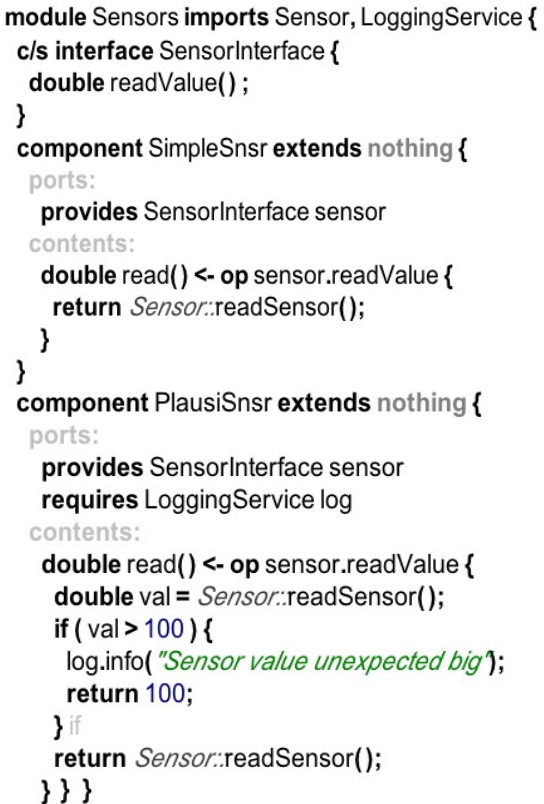 module Sensors imports Sensor, LoggingService {
c/s interface SensorInterface {
double readValue() ;
}
component SimpleSnsr extends nothing {
ports:
provides SensorInterface sensor
contents:
double read() <- op sensor.readValue {
return Sensor::readSensor();
}
}
component PlausiSnsr extends nothing {
ports:
provides SensorInterface sensor
requires LoggingService log
contents:
double read() <- op sensor.readValue {
double val = Sensor::readSensor();
if ( val > 100 ) {
log.info( "Sensor value unexpected big");
return 100;
} if
return Sensor::readSensor();
} } }